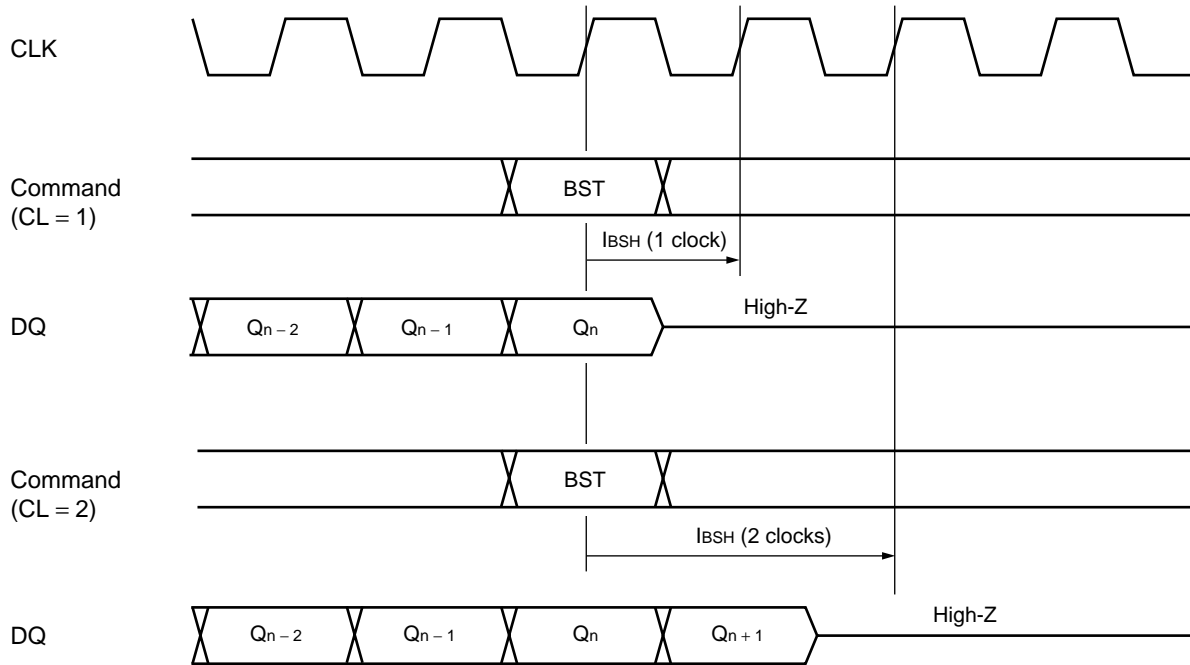 CLK
Command
(CL = 1)
BST
IBSH (1 clock)
DQ
Qn – 2
Qn – 1
Qn
High-Z
Command
(CL = 2)
BST
IBSH (2 clocks)
DQ
Qn – 2
Qn – 1
Qn
Qn + 1
High-Z